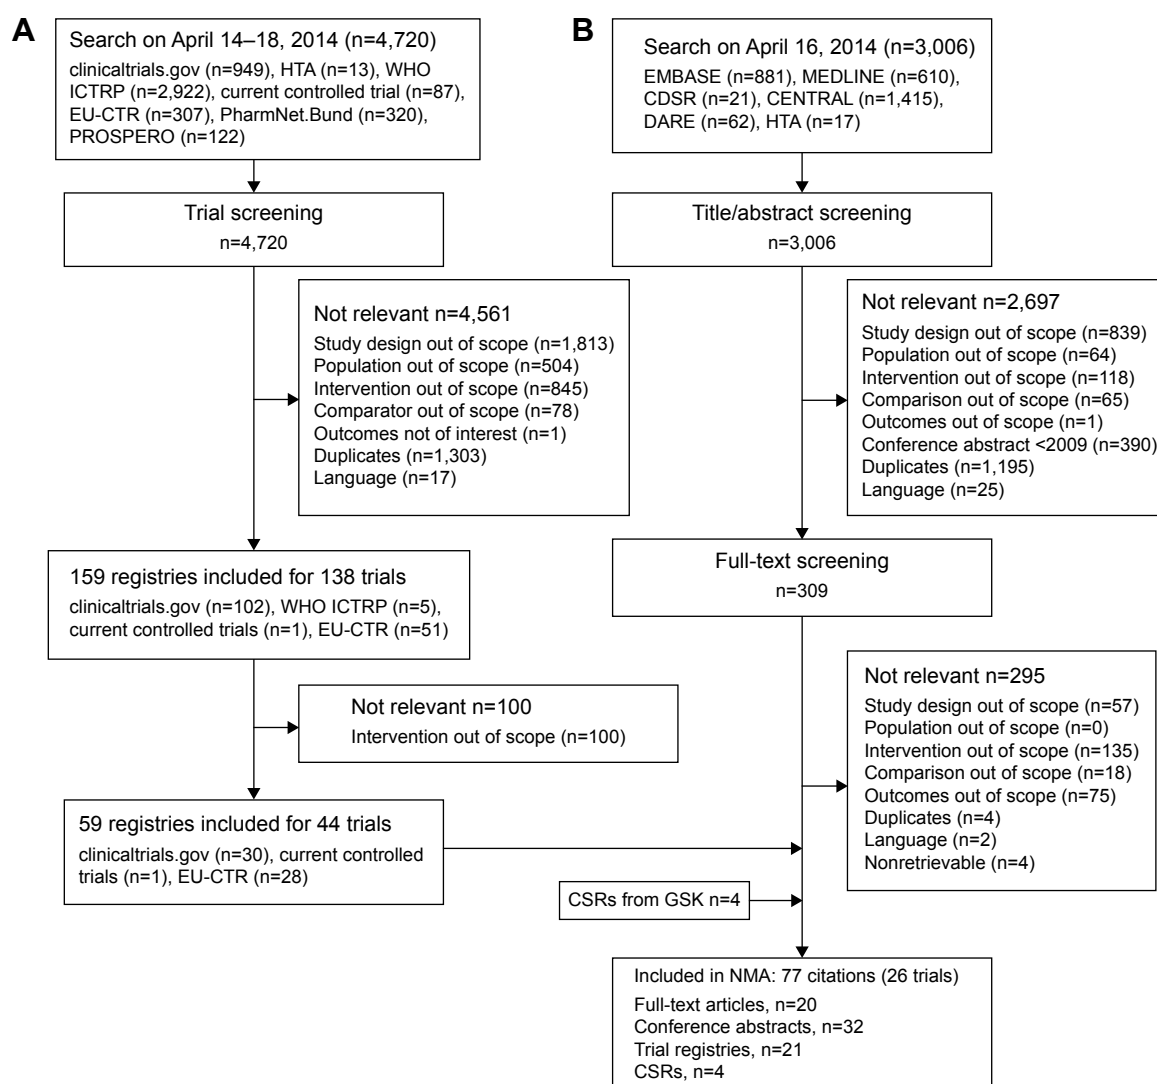 A
Search on April 14–18, 2014 (n=4,720)
clinicaltrials.gov (n=949), HTA (n=13), WHO
ICTRP (n=2,922), current controlled trial (n=87),
EU-CTR (n=307), PharmNet.Bund (n=320),
PROSPERO (n=122)
Trial screening
n=4,720
Not relevant n=4,561
Study design out of scope (n=1,813)
Population out of scope (n=504)
Intervention out of scope (n=845)
Comparator out of scope (n=78)
Outcomes not of interest (n=1)
Duplicates (n=1,303)
Language (n=17)
159 registries included for 138 trials
clinicaltrials.gov (n=102), WHO ICTRP (n=5),
current controlled trials (n=1), EU-CTR (n=51)
Not relevant n=100
Intervention out of scope (n=100)
59 registries included for 44 trials
clinicaltrials.gov (n=30), current controlled
trials (n=1), EU-CTR (n=28)
B
Search on April 16, 2014 (n=3,006)
EMBASE (n=881), MEDLINE (n=610),
CDSR (n=21), CENTRAL (n=1,415),
DARE (n=62), HTA (n=17)
Title/abstract screening
n=3,006
Not relevant n=2,697
Study design out of scope (n=839)
Population out of scope (n=64)
Intervention out of scope (n=118)
Comparison out of scope (n=65)
Outcomes out of scope (n=1)
Conference abstract <2009 (n=390)
Duplicates (n=1,195)
Language (n=25)
Full-text screening
n=309
Not relevant n=295
Study design out of scope (n=57)
Population out of scope (n=0)
Intervention out of scope (n=135)
Comparison out of scope (n=18)
Outcomes out of scope (n=75)
Duplicates (n=4)
Language (n=2)
Nonretrievable (n=4)
CSRs from GSK n=4
Included in NMA: 77 citations (26 trials)
Full-text articles, n=20
Conference abstracts, n=32
Trial registries, n=21
CSRs, n=4